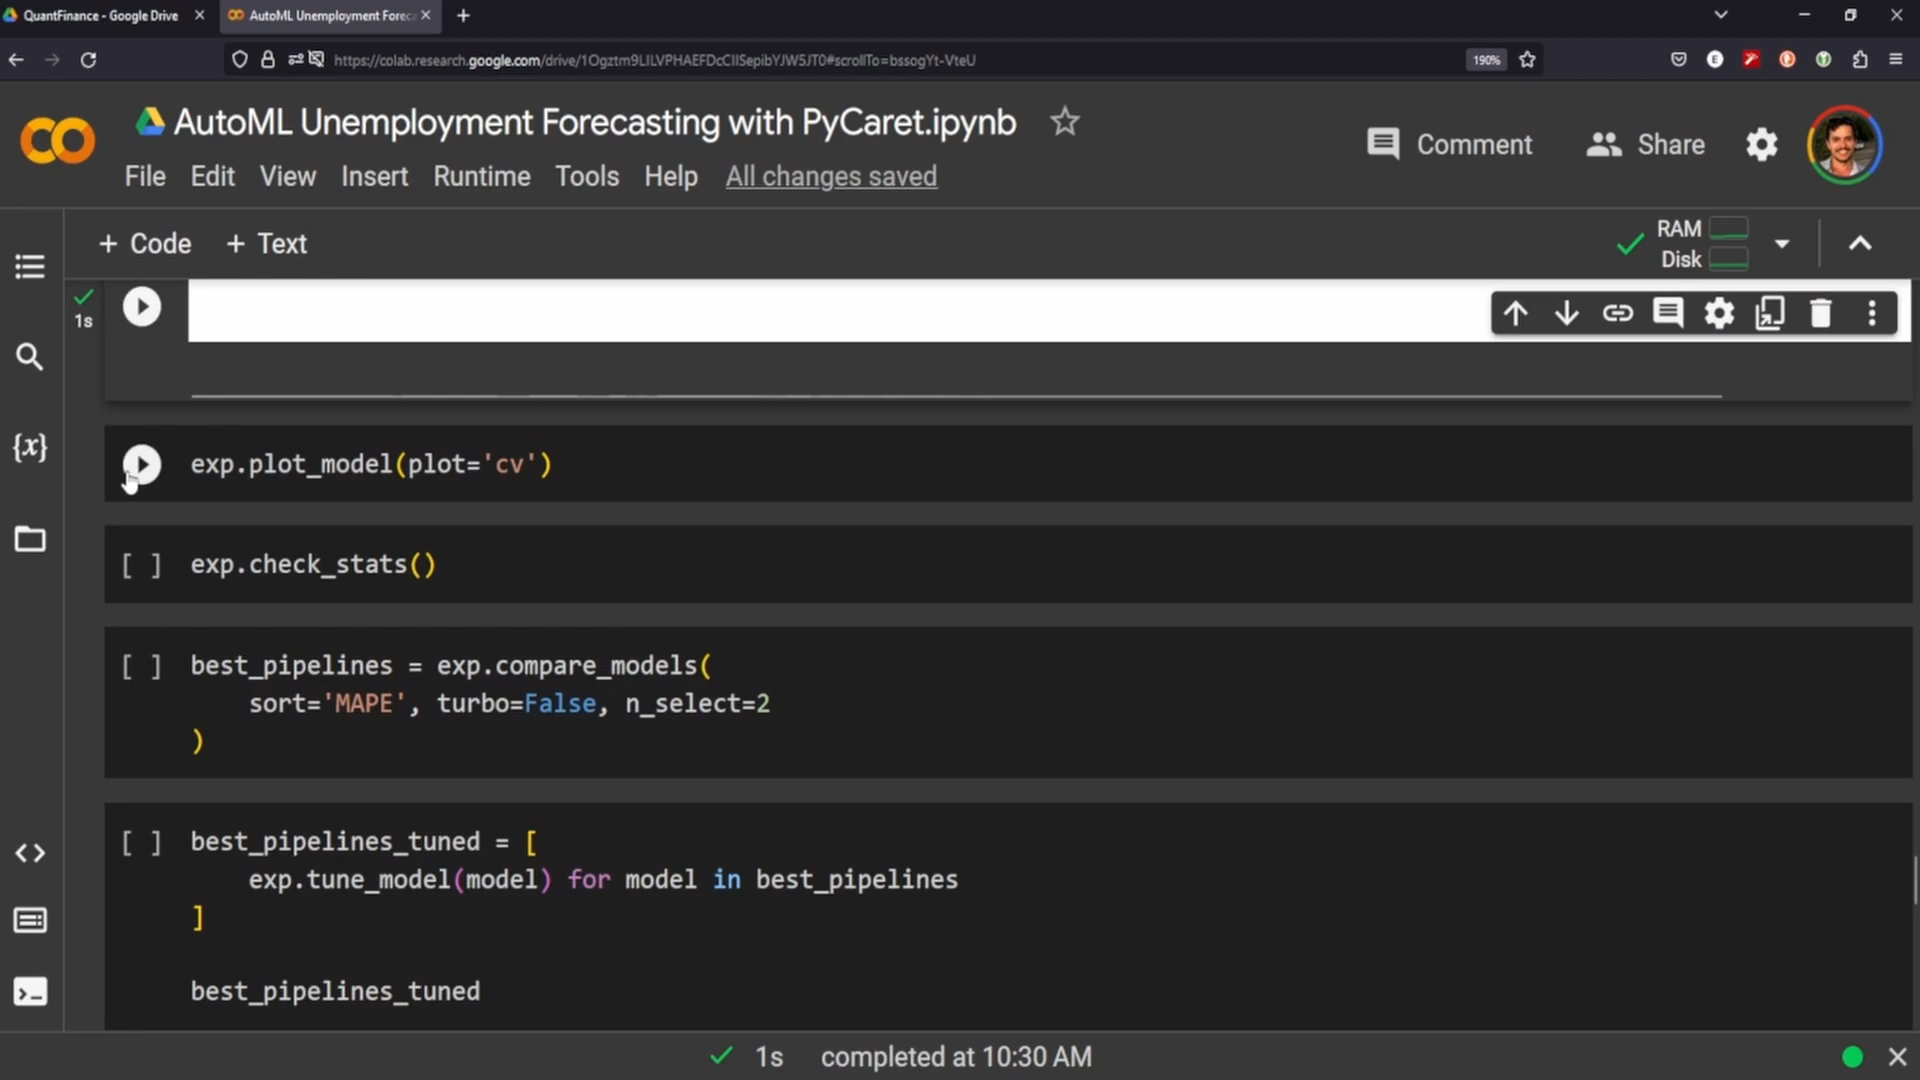 QuantFinance - Google Drive
AutoML Unemployment Foreca
https://colab.research.google.com/drive/1Ogztm9LILVPHAEFDcCIISepibYJW5JT0#scrollTo=bssogYt-VteU
190%
E
AutoML Unemployment Forecasting with PyCaret.ipynb
Comment
Share
File Edit View Insert Runtime Tools Help All changes saved
+ Code + Text
RAM
Disk
1s
{x}
exp.plot_model(plot='cv')
[ ] exp.check_stats()
[ ] best_pipelines = exp.compare_models(
sort='MAPE', turbo=False, n_select=2
)
[ ] best_pipelines_tuned = [
exp.tune_model(model) for model in best_pipelines
]
best_pipelines_tuned
1s completed at 10:30 AM